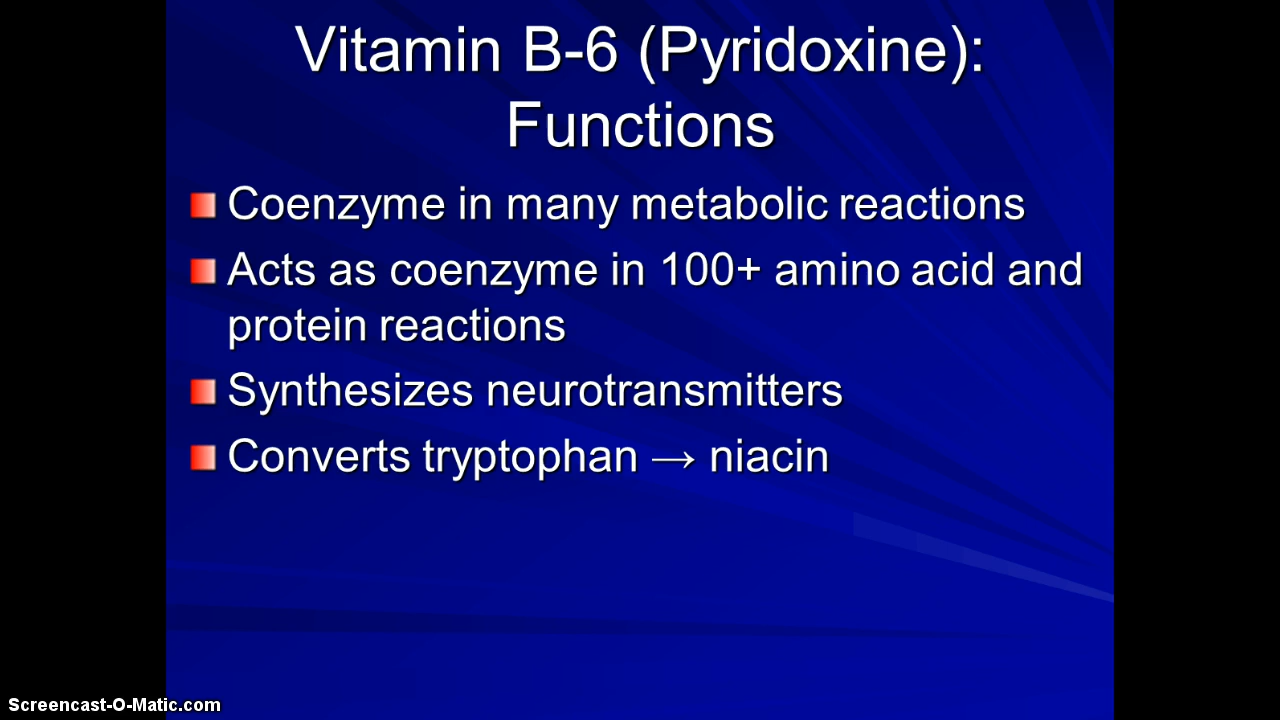 Vitamin B-6 (Pyridoxine):
Functions
Coenzyme in many metabolic reactions
Acts as coenzyme in 100+ amino acid and
protein reactions
Synthesizes neurotransmitters
Converts tryptophan → niacin
Screencast-O-Matic.com